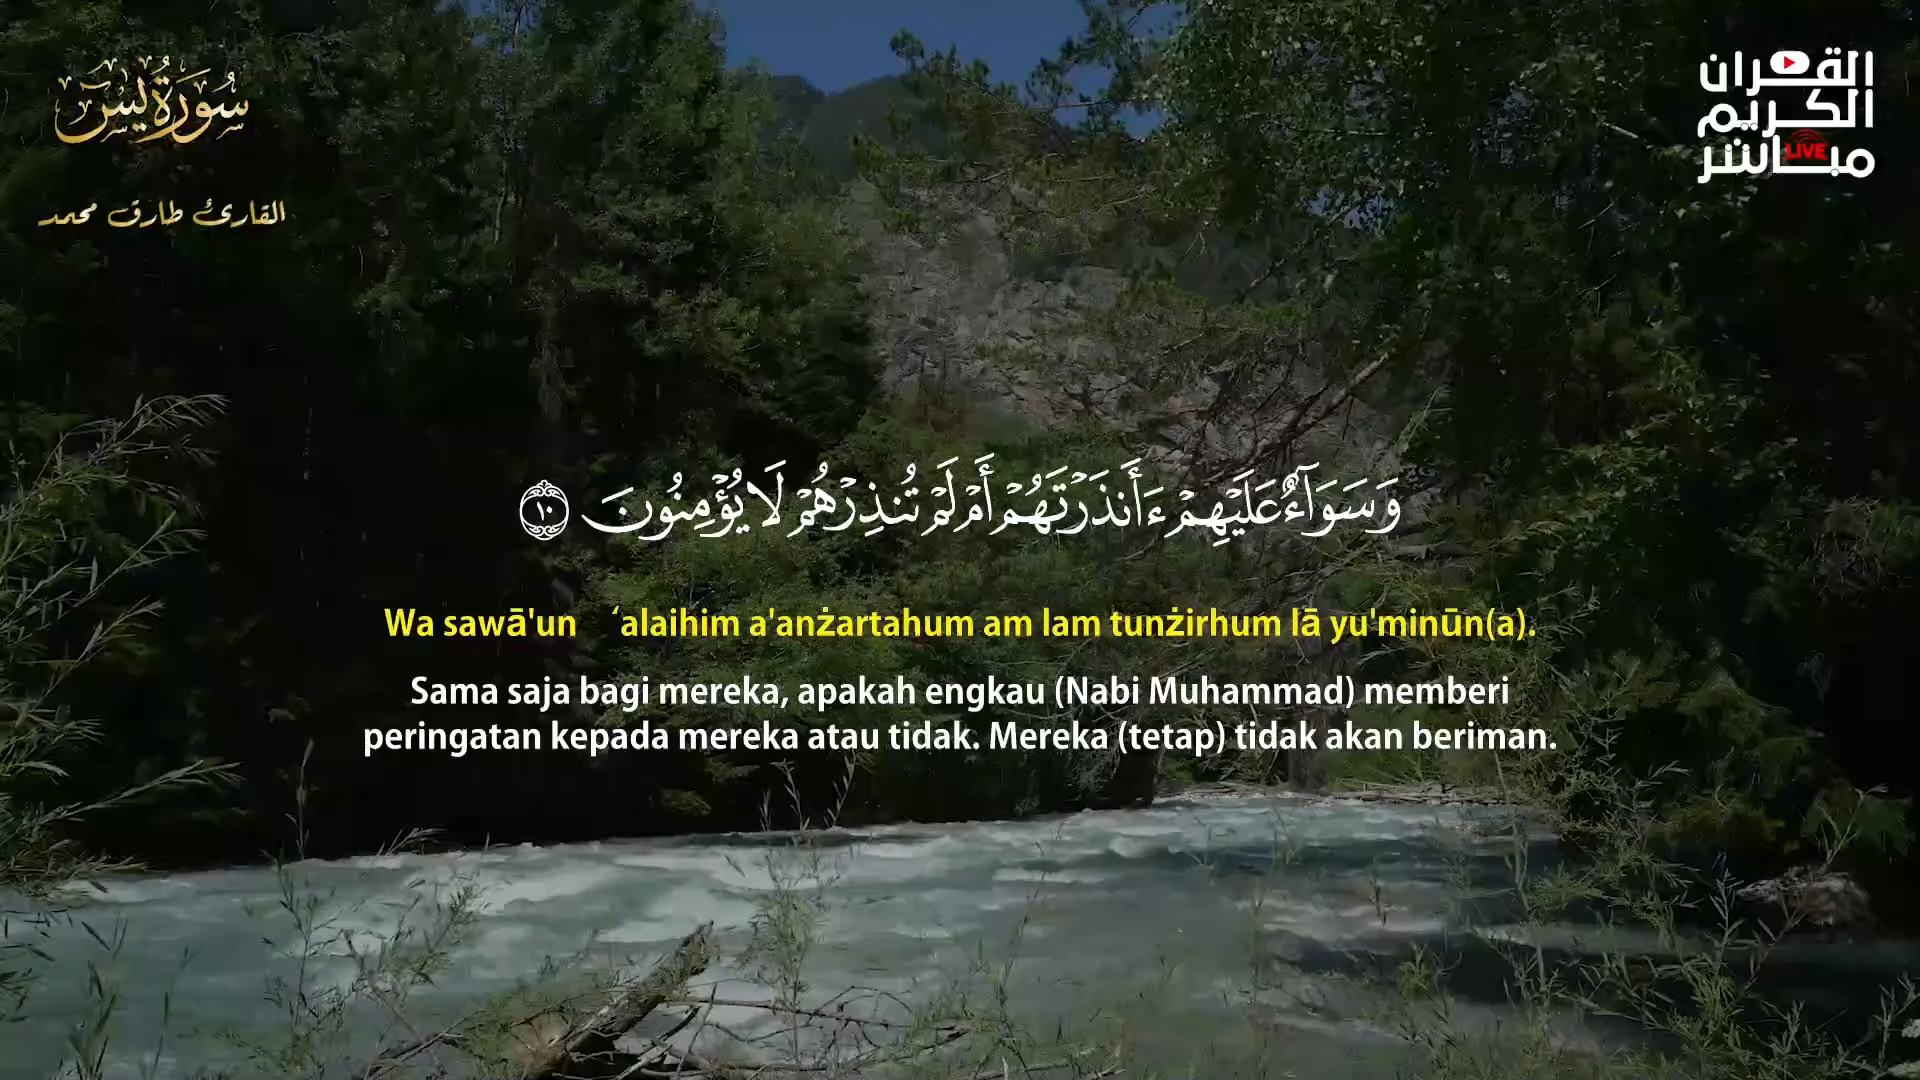 سُورَةُ يس
القارئ طارق محمد
القرآن
الكريم
مباشر
LIVE
وَسَوَآءٌ عَلَيْهِمْ ءَأَنذَرْتَهُمْ أَمْ لَمْ تُنذِرْهُمْ لَا يُؤْمِنُونَ ١٠
Wa sawā'un ‘alaihim a'anżartahum am lam tunżirhum lā yu'minūn(a).
Sama saja bagi mereka, apakah engkau (Nabi Muhammad) memberi
peringatan kepada mereka atau tidak. Mereka (tetap) tidak akan beriman.